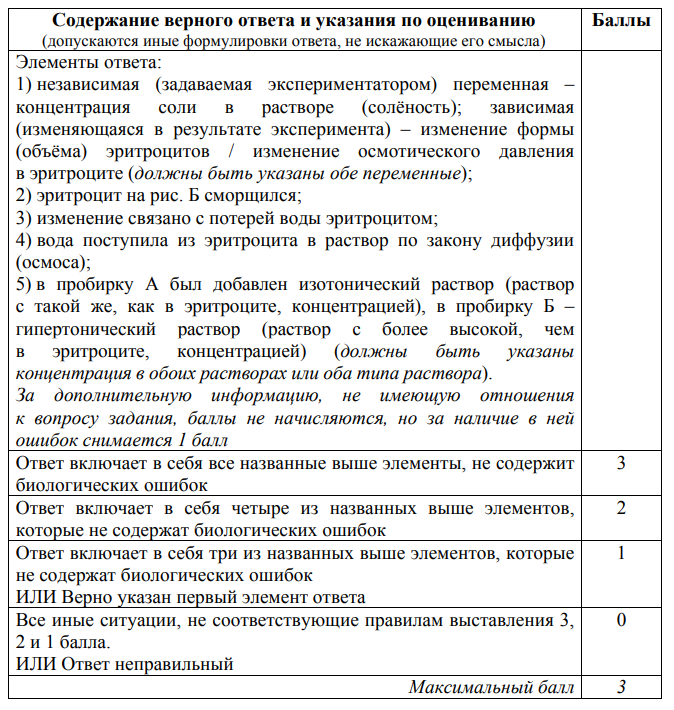 Содержание верного ответа и указания по оцениванию Баллы
(допускаются иные формулировки ответа, не искажающие его смысла)
Элементы ответа:
1) независимая (задаваемая экспериментатором) переменная –
концентрация соли в растворе (солёность); зависимая
(изменяющаяся в результате эксперимента) – изменение формы
(объёма) эритроцитов / изменение осмотического давления
в эритроците (должны быть указаны обе переменные);
2) эритроцит на рис. Б сморщился;
3) изменение связано с потерей воды эритроцитом;
4) вода поступила из эритроцита в раствор по закону диффузии
(осмоса);
5) в пробирку А был добавлен изотонический раствор (раствор
с такой же, как в эритроците, концентрацией), в пробирку Б –
гипертонический раствор (раствор с более высокой, чем
в эритроците, концентрацией) (должны быть указаны
концентрация в обоих растворах или оба типа раствора).
За дополнительную информацию, не имеющую отношения
к вопросу задания, баллы не начисляются, но за наличие в ней
ошибок снимается 1 балл
Ответ включает в себя все названные выше элементы, не содержит 3
биологических ошибок
Ответ включает в себя четыре из названных выше элементов, 2
которые не содержат биологических ошибок
Ответ включает в себя три из названных выше элементов, которые 1
не содержат биологических ошибок
ИЛИ Верно указан первый элемент ответа
Все иные ситуации, не соответствующие правилам выставления 3, 0
2 и 1 балла.
ИЛИ Ответ неправильный
Максимальный балл 3